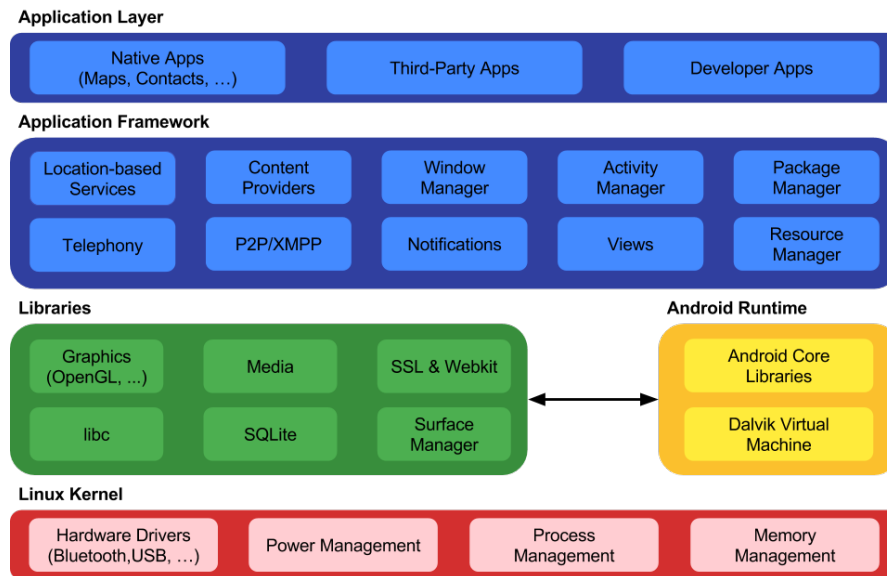 Application Layer
Native Apps
(Maps, Contacts, …)
Third-Party Apps
Developer Apps
Application Framework
Location-based
Services
Content
Providers
Window
Manager
Activity
Manager
Package
Manager
Telephony
P2P/XMPP
Notifications
Views
Resource
Manager
Libraries
Graphics
(OpenGL, ...)
Media
SSL & Webkit
libc
SQLite
Surface
Manager
Android Runtime
Android Core
Libraries
Dalvik Virtual
Machine
Linux Kernel
Hardware Drivers
(Bluetooth,USB, …)
Power Management
Process
Management
Memory
Management